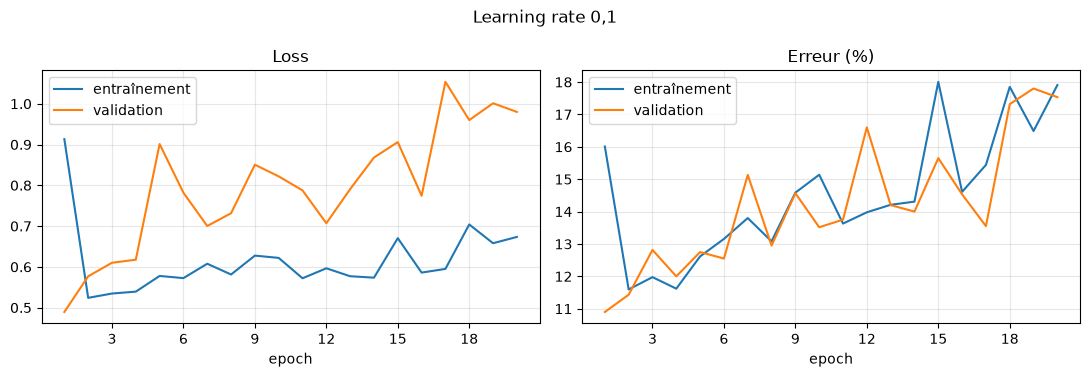 Learning rate 0,1
Loss
entraînement
validation
1.0
0.9
0.8
0.7
0.6
0.5
3 6 9 12 15 18
epoch
Erreur (%)
entraînement
validation
18
17
16
15
14
13
12
11
3 6 9 12 15 18
epoch